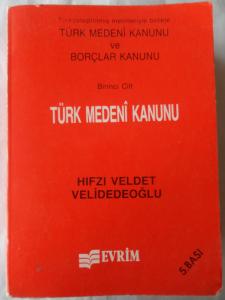 Türkçeleştirilmiş metinleriyle birlikte
TÜRK MEDENÎ KANUNU
ve
BORÇLAR KANUNU
Birinci Cilt
TÜRK MEDENÎ KANUNU
HIFZI VELDET
VELİDEDEOĞLU
EVRİM
5.BASI